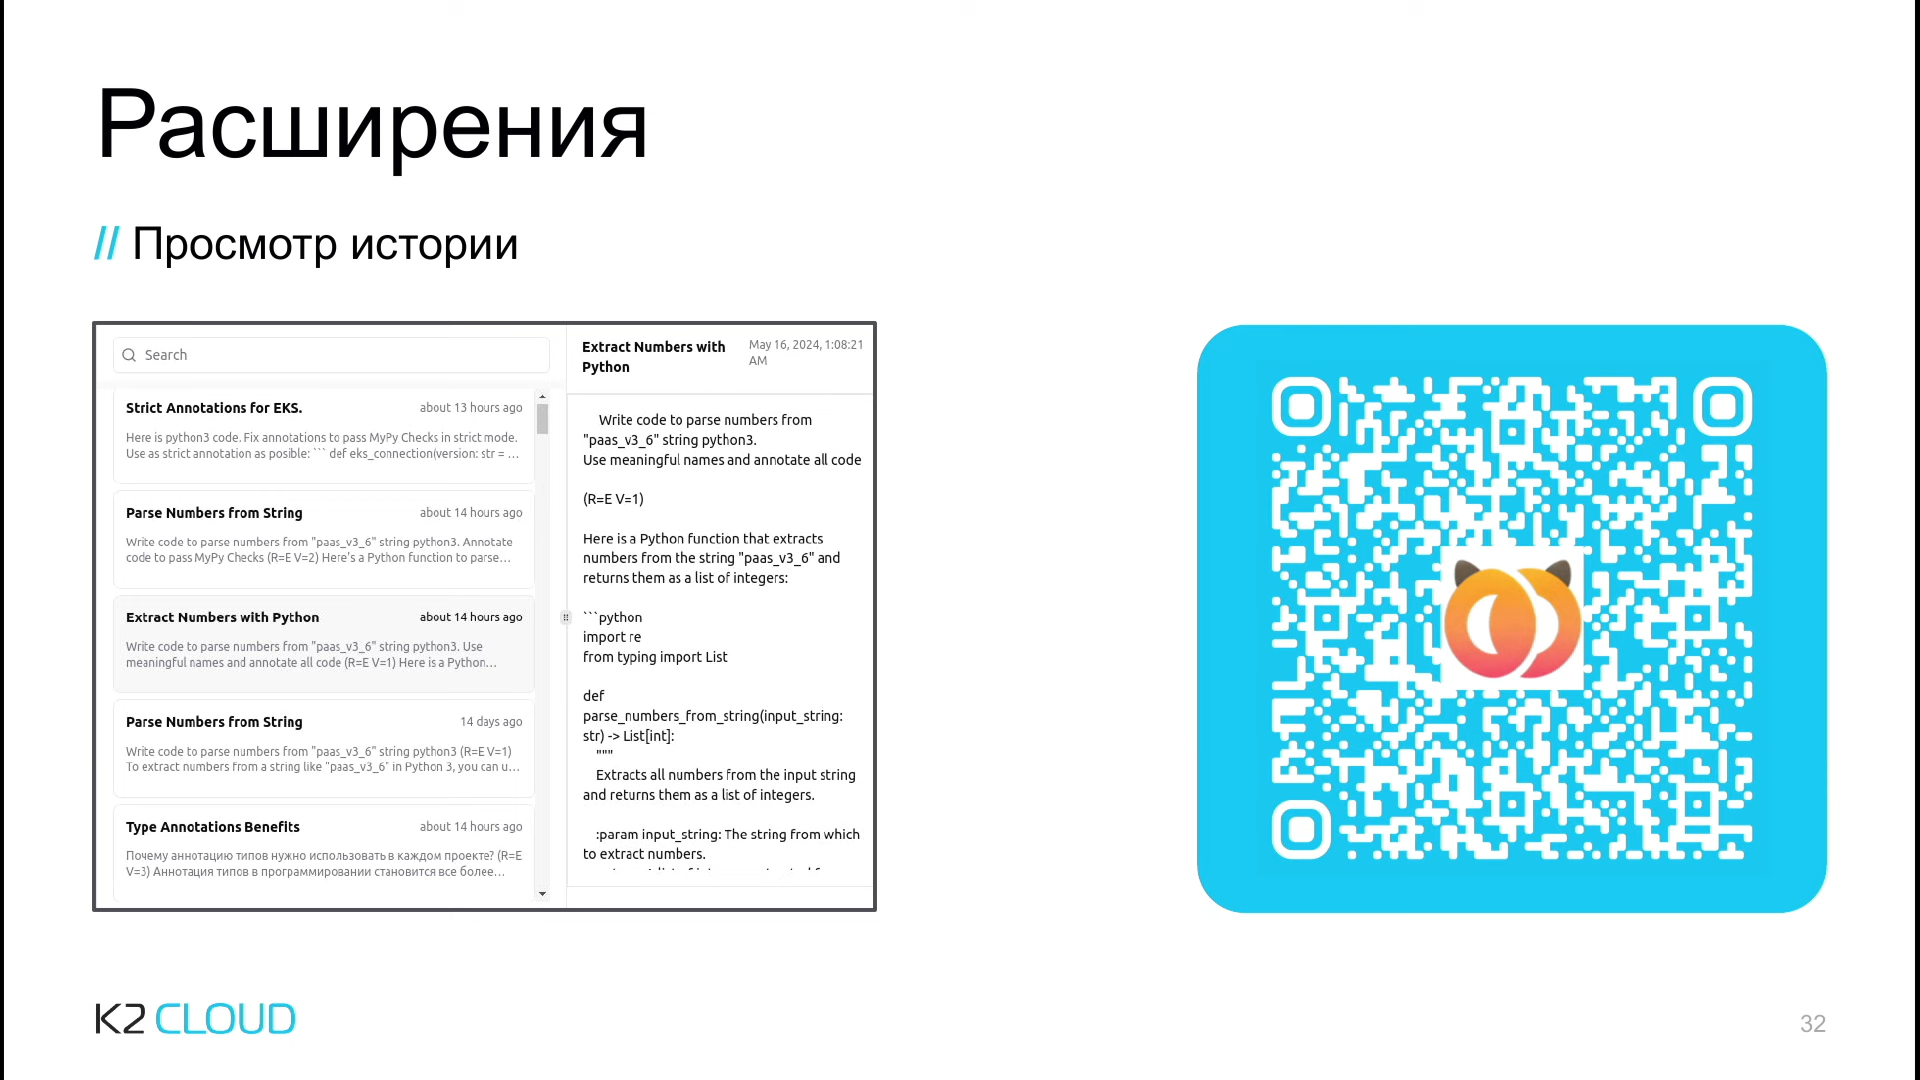 Расширения
// Просмотр истории
Search
Strict Annotations for EKS.
about 13 hours ago
Here is python3 code. Fix annotations to pass MyPy Checks in strict mode.
Use as strict annotation as posible: ``` def eks_connection(version: str = ...
Parse Numbers from String
about 14 hours ago
Write code to parse numbers from "paas_v3_6" string python3. Annotate
code to pass MyPy Checks (R=E V=2) Here's a Python function to parse...
Extract Numbers with Python
about 14 hours ago
Write code to parse numbers from "paas_v3_6" string python3. Use
meaningful names and annotate all code (R=E V=1) Here is a Python...
Parse Numbers from String
14 days ago
Write code to parse numbers from "paas_v3_6" string python3 (R=E V=1)
To extract numbers from a string like "paas_v3_6" in Python 3, you can u...
Type Annotations Benefits
about 14 hours ago
Почему аннотацию типов нужно использовать в каждом проекте? (R=E
V=3) Аннотация типов в программировании становится все более...
Extract Numbers with
Python
May 16, 2024, 1:08:21
AM
Write code to parse numbers from
"paas_v3_6" string python3.
Use meaningful names and annotate all code
(R=E V=1)
Here is a Python function that extracts
numbers from the string "paas_v3_6" and
returns them as a list of integers:
```python
import re
from typing import List
def
parse_numbers_from_string(input_string:
str) -> List[int]:
"""
Extracts all numbers from the input string
and returns them as a list of integers.
:param input_string: The string from which
to extract numbers.
K2 CLOUD
32